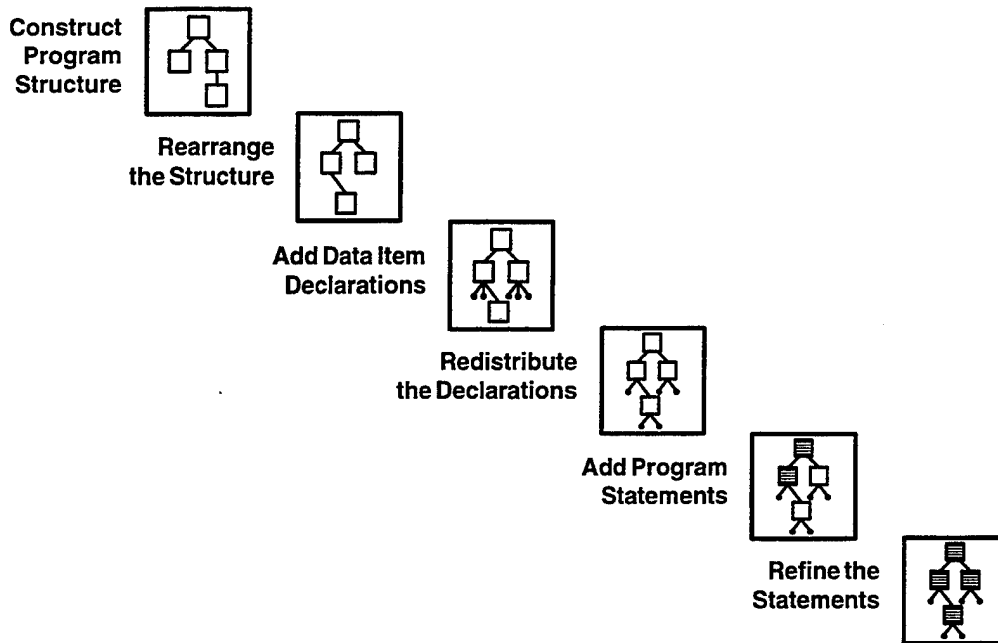 Construct
Program
Structure
Rearrange
the Structure
Add Data Item
Declarations
Redistribute
the Declarations
Add Program
Statements
Refine the
Statements